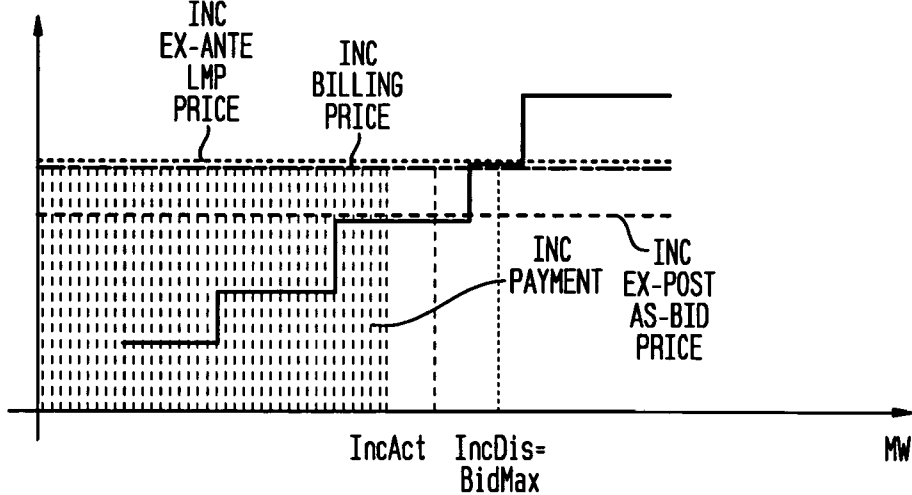 INC
EX-ANTE
LMP
PRICE
INC
BILLING
PRICE
INC
PAYMENT
INC
EX-POST
AS-BID
PRICE
IncAct
IncDis=
BidMax
MW